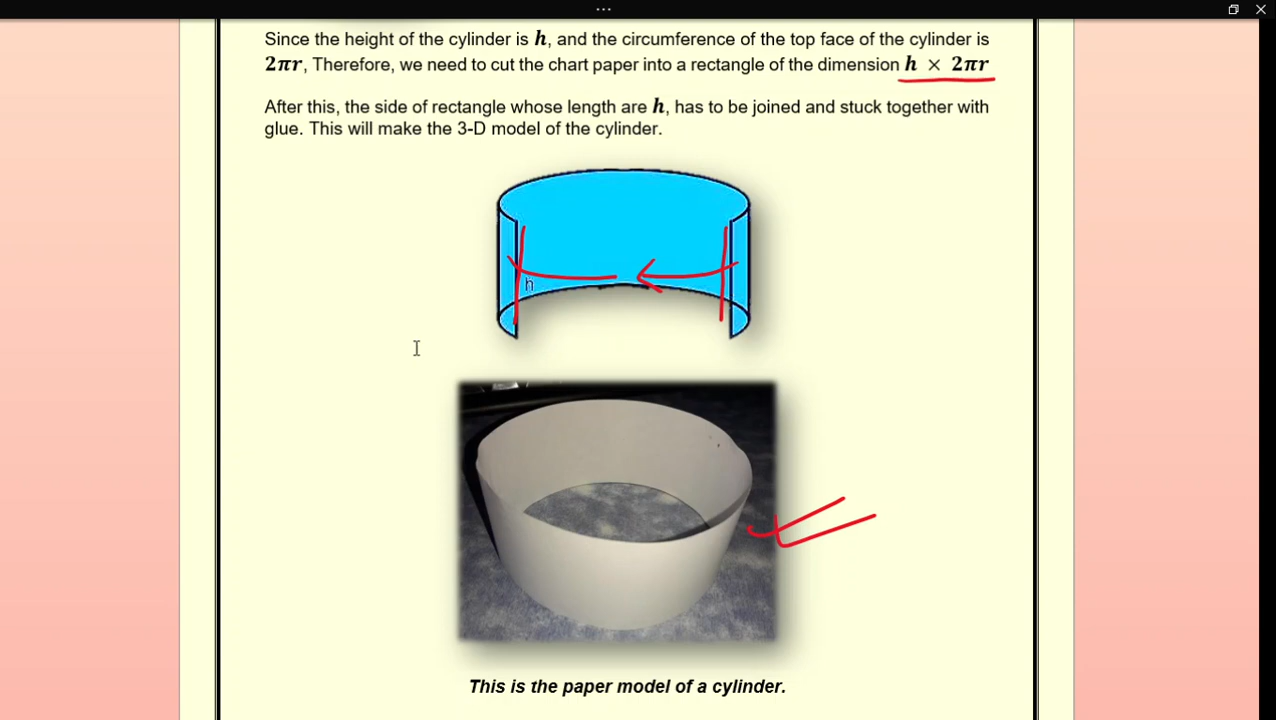 Since the height of the cylinder is h, and the circumference of the top face of the cylinder is
2πr, Therefore, we need to cut the chart paper into a rectangle of the dimension h × 2πr
After this, the side of rectangle whose length are h, has to be joined and stuck together with
glue. This will make the 3-D model of the cylinder.
h
This is the paper model of a cylinder.